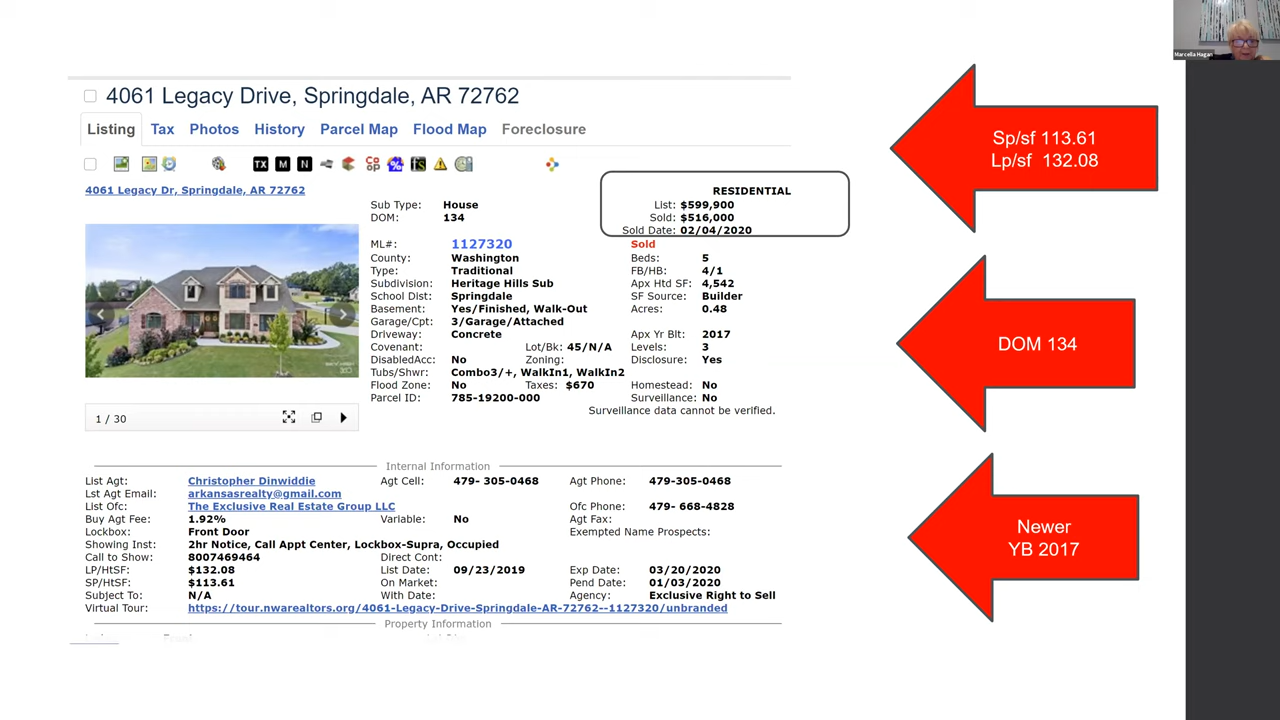 Marcella Hagan
4061 Legacy Drive, Springdale, AR 72762
Listing Tax Photos History Parcel Map Flood Map Foreclosure
TX M N
4061 Legacy Dr, Springdale, AR 72762
RESIDENTIAL
Sub Type: House List: $599,900
DOM: 134 Sold: $516,000
Sold Date: 02/04/2020
ML#: 1127320 Sold
County: Washington Beds: 5
Type: Traditional FB/HB: 4/1
Subdivision: Heritage Hills Sub Apx Htd SF: 4,542
School Dist: Springdale SF Source: Builder
Basement: Yes/Finished, Walk-Out Acres: 0.48
Garage/Cpt: 3/Garage/Attached
Driveway: Concrete Apx Yr Blt: 2017
Covenant: Lot/Bk: 45/N/A Levels: 3
DisabledAcc: No Zoning: Disclosure: Yes
Tubs/Shwr: Combo3/+, WalkIn1, WalkIn2
Flood Zone: No Taxes: $670 Homestead: No
Parcel ID: 785-19200-000 Surveillance: No
Surveillance data cannot be verified.
1 / 30
Internal Information
List Agt: Christopher Dinwiddie Agt Cell: 479- 305-0468 Agt Phone: 479-305-0468
Lst Agt Email: arkansasrealty@gmail.com
List Ofc: The Exclusive Real Estate Group LLC Ofc Phone: 479- 668-4828
Buy Agt Fee: 1.92% Variable: No Agt Fax:
Lockbox: Front Door Exempted Name Prospects:
Showing Inst: 2hr Notice, Call Appt Center, Lockbox-Supra, Occupied
Call to Show: 8007469464 Direct Cont:
LP/HtSF: $132.08 List Date: 09/23/2019 Exp Date: 03/20/2020
SP/HtSF: $113.61 On Market: Pend Date: 01/03/2020
Subject To: N/A With Date: Agency: Exclusive Right to Sell
Virtual Tour: https://tour.nwarealtors.org/4061-Legacy-Drive-Springdale-AR-72762--1127320/unbranded
Property Information
Sp/sf 113.61
Lp/sf 132.08
DOM 134
Newer
YB 2017